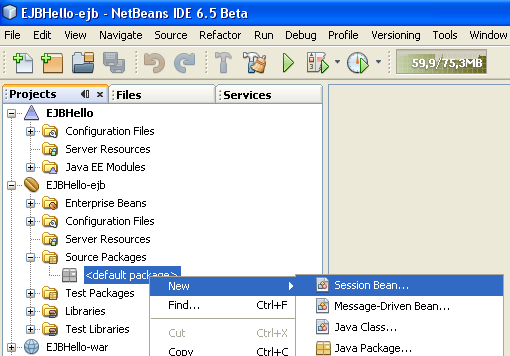 EJBHello-ejb - NetBeans IDE 6.5 Beta
File Edit View Navigate Source Refactor Run Debug Profile Versioning Tools Window
59,9/75,3MB
Projects Files Services
EJBHello
Configuration Files
Server Resources
Java EE Modules
EJBHello-ejb
Enterprise Beans
Configuration Files
Server Resources
Source Packages
<default package>
Test Packages
Libraries
Test Libraries
EJBHello-war
New
Find... Ctrl+F
Cut Ctrl+X
Copy Ctrl+C
Session Bean...
Message-Driven Bean...
Java Class...
Java Package...